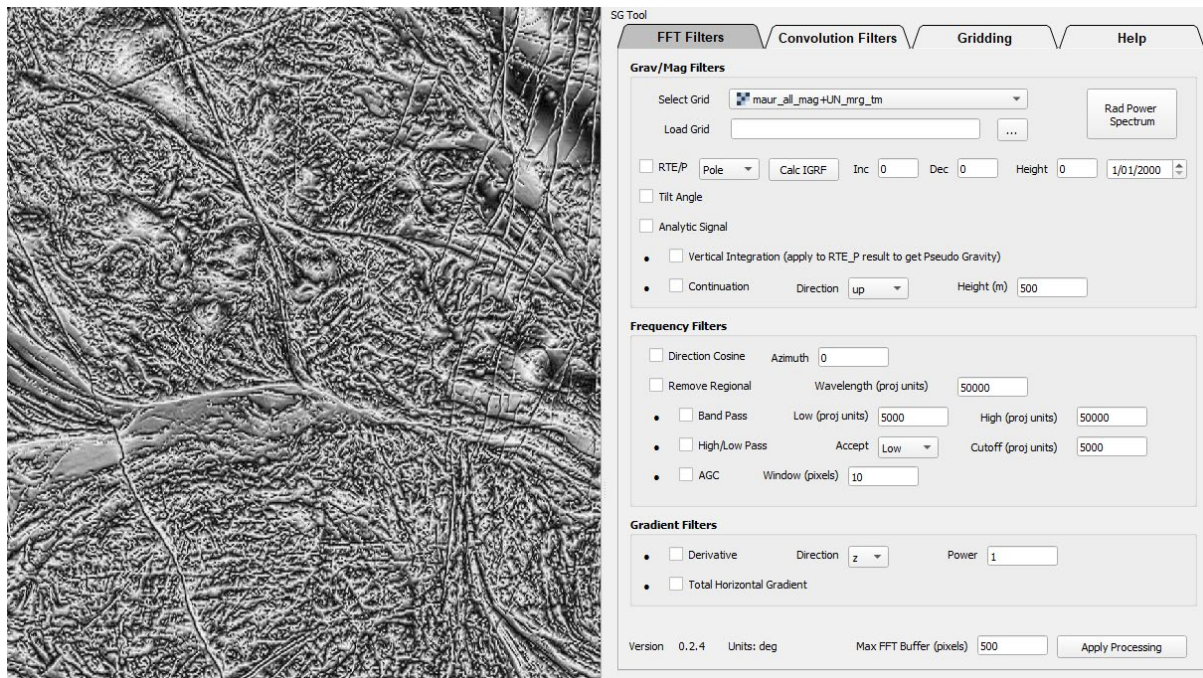 SG Tool
FFT Filters Convolution Filters Gridding Help
Grav/Mag Filters
Select Grid maur_all_mag+UN_mrg_tm
Rad Power Spectrum
Load Grid ...
RTE/P Pole Calc IGRF Inc 0 Dec 0 Height 0 1/01/2000
Tilt Angle
Analytic Signal
• Vertical Integration (apply to RTE_P result to get Pseudo Gravity)
• Continuation Direction up Height (m) 500
Frequency Filters
Direction Cosine Azimuth 0
Remove Regional Wavelength (proj units) 50000
• Band Pass Low (proj units) 5000 High (proj units) 50000
• High/Low Pass Accept Low Cutoff (proj units) 5000
• AGC Window (pixels) 10
Gradient Filters
• Derivative Direction z Power 1
• Total Horizontal Gradient
Version 0.2.4 Units: deg Max FFT Buffer (pixels) 500 Apply Processing